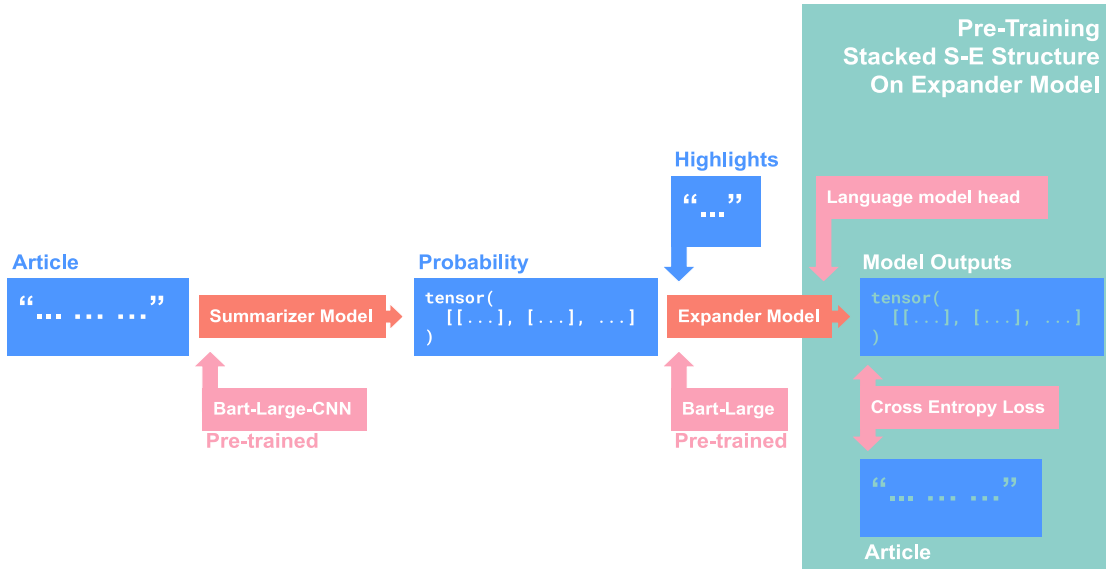 Pre-Training
Stacked S-E Structure
On Expander Model
Highlights
“...”
Language model head
Article
“... ... ...”
Summarizer Model
Probability
tensor(
[[...], [...], ...]
)
Expander Model
Model Outputs
tensor(
[[...], [...], ...]
)
Bart-Large-CNN
Pre-trained
Bart-Large
Pre-trained
Cross Entropy Loss
“... ... ...”
Article